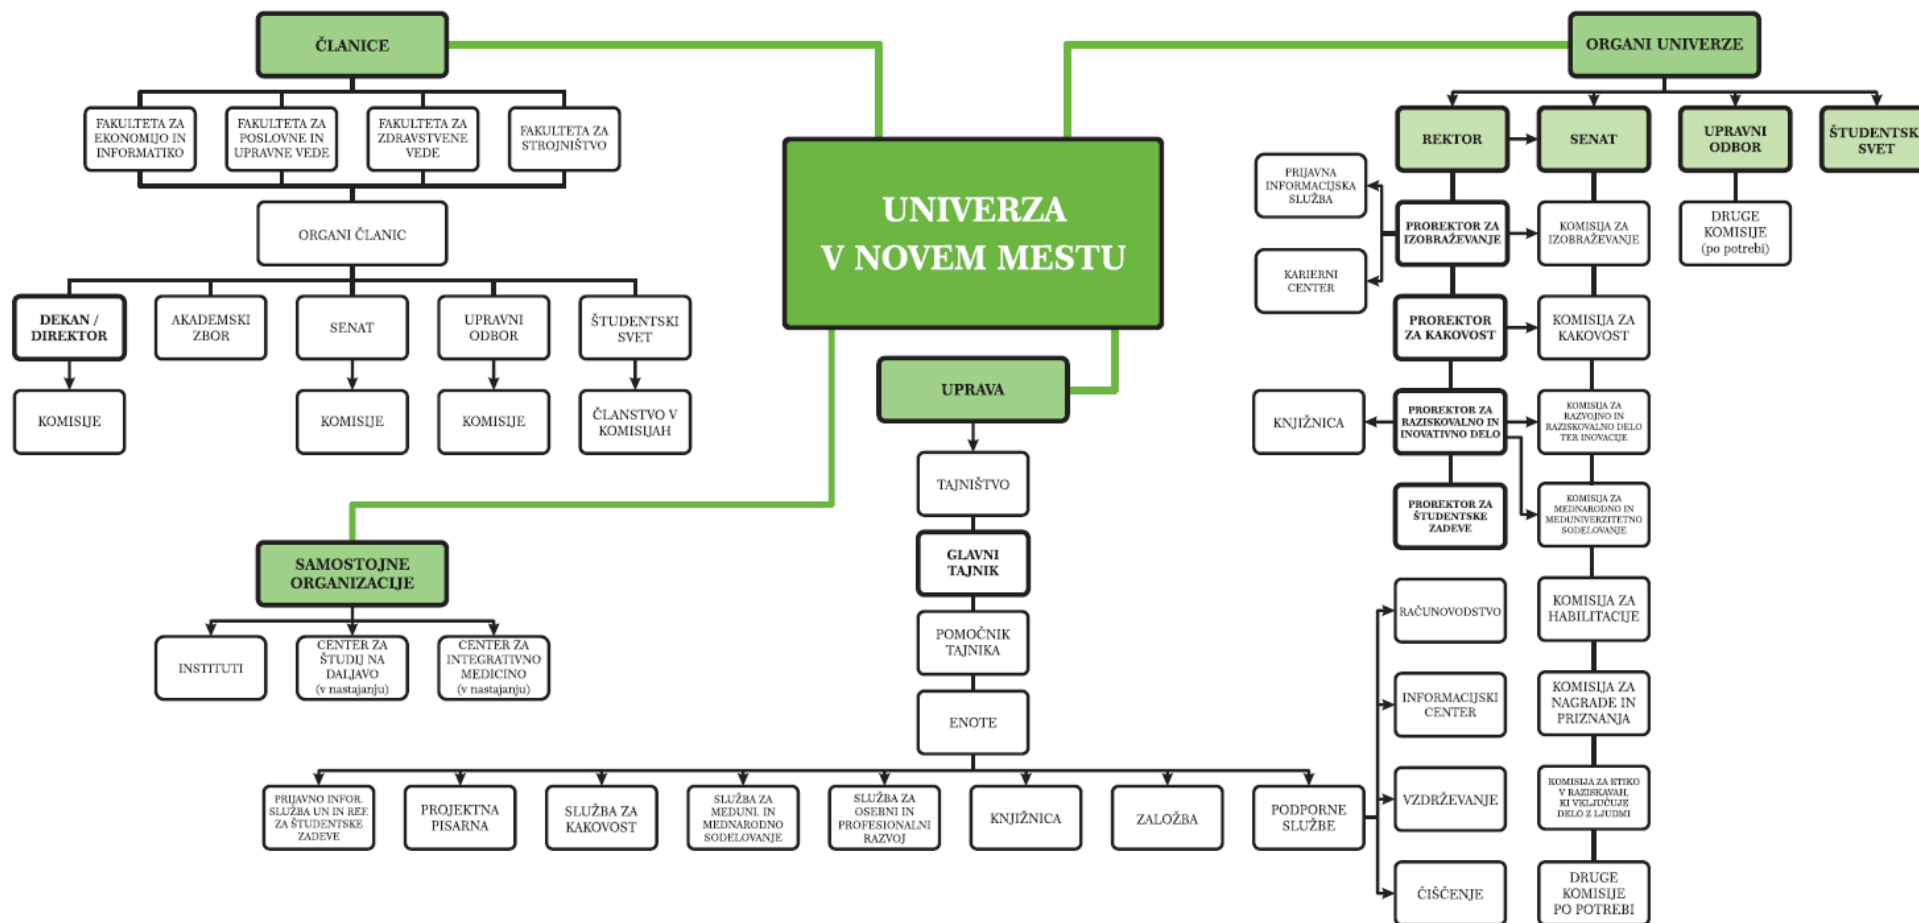 ČLANICE
FAKULTETA ZA
EKONOMIJO IN
INFORMATIKO
FAKULTETA ZA
POSLOVNE IN
UPRAVNE VEDE
FAKULTETA ZA
ZDRAVSTVENE
VEDE
FAKULTETA ZA
STROJNIŠTVO
ORGANI ČLANIC
DEKAN /
DIREKTOR
AKADEMSKI
ZBOR
SENAT
UPRAVNI
ODBOR
ŠTUDENTSKI
SVET
KOMISIJE
KOMISIJE
KOMISIJE
ČLANSTVO V
KOMISIJAH
UNIVERZA
V NOVEM MESTU
SAMOSTOJNE
ORGANIZACIJE
INSTITUTI
CENTER ZA
ŠTUDIJ NA
DALJAVO
(v nastajanju)
CENTER ZA
INTEGRATIVNO
MEDICINO
(v nastajanju)
UPRAVA
TAJNIŠTVO
GLAVNI
TAJNIK
POMOČNIK
TAJNIKA
ENOTE
PRIJAVNO INFOR.
SLUŽBA UN IN REF.
ZA ŠTUDENTSKE
ZADEVE
PROJEKTNA
PISARNA
SLUŽBA ZA
KAKOVOST
SLUŽBA ZA
MEDUNI. IN
MEDNARODNO
SODELOVANJE
SLUŽBA ZA
OSEBNI IN
PROFESIONALNI
RAZVOJ
KNJIŽNICA
ZALOŽBA
PODPORNE
SLUŽBE
RAČUNOVODSTVO
INFORMACIJSKI
CENTER
VZDRŽEVANJE
ČIŠČENJE
ORGANI UNIVERZE
REKTOR
SENAT
UPRAVNI
ODBOR
ŠTUDENTSKI
SVET
PRIJAVNA
INFORMACIJSKA
SLUŽBA
KARIERNI
CENTER
PROREKTOR ZA
IZOBRAŽEVANJE
KOMISIJA ZA
IZOBRAŽEVANJE
DRUGE
KOMISIJE
(po potrebi)
PROREKTOR
ZA KAKOVOST
KOMISIJA ZA
KAKOVOST
KNJIŽNICA
PROREKTOR ZA
RAZISKOVALNO IN
INOVATIVNO DELO
KOMISIJA ZA
RAZVOJNO IN
RAZISKOVALNO DELO
TER INOVACIJE
PROREKTOR ZA
ŠTUDENTSKE
ZADEVE
KOMISIJA ZA
MEDNARODNO IN
MEDUNIVERZITETNO
SODELOVANJE
KOMISIJA ZA
HABILITACIJE
KOMISIJA ZA
NAGRADE IN
PRIZNANJA
KOMISIJA ZA ETIKO
V RAZISKAVAH,
KI VKLJUČUJE
DELO Z LJUDMI
DRUGE
KOMISIJE
PO POTREBI